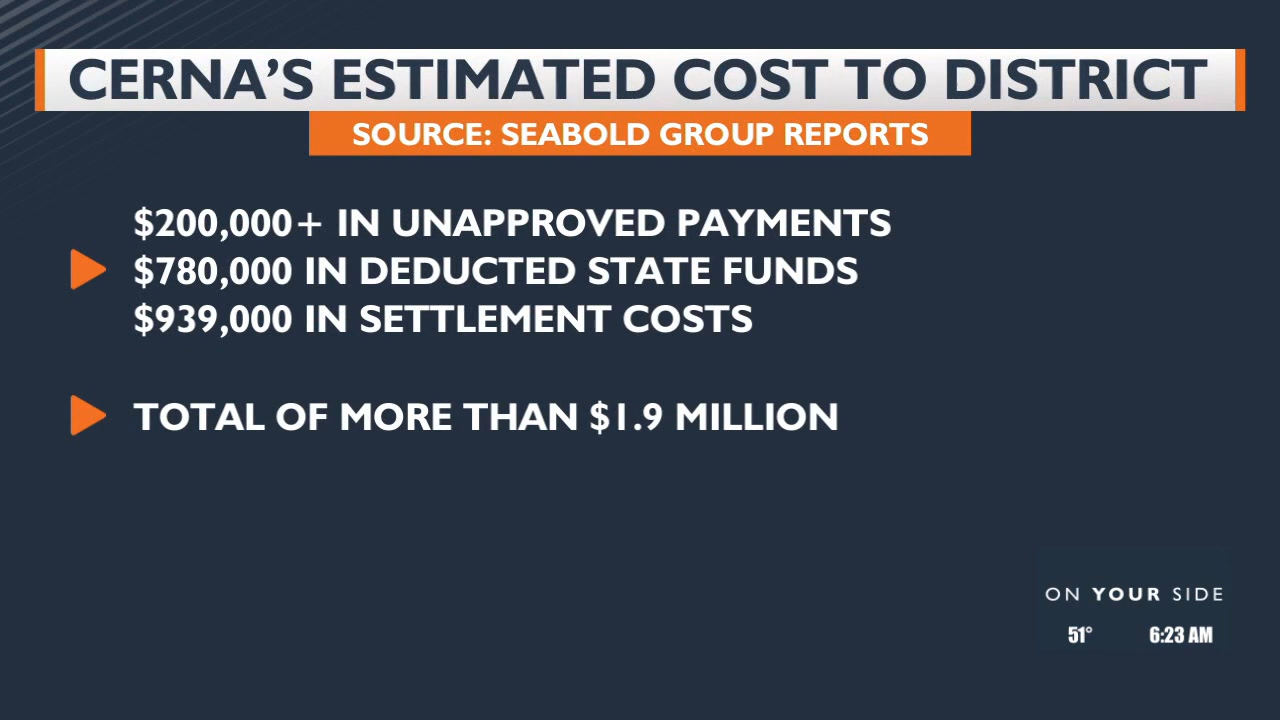 CERNA’S ESTIMATED COST TO DISTRICT
SOURCE: SEABOLD GROUP REPORTS
$200,000+ IN UNAPPROVED PAYMENTS
$780,000 IN DEDUCTED STATE FUNDS
$939,000 IN SETTLEMENT COSTS
TOTAL OF MORE THAN $1.9 MILLION
ON YOUR SIDE
51° 6:23 AM